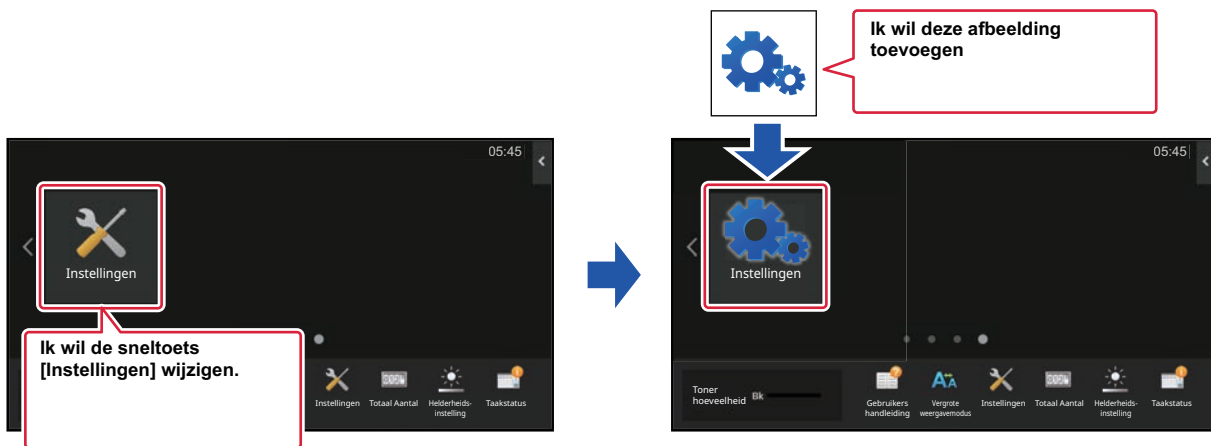 Ik wil deze afbeelding
toevoegen
05:45
Instellingen
Ik wil de sneltoets
[Instellingen] wijzigen.
Instellingen
Totaal Aantal
Helderheids-
instelling
Taakstatus
05:45
Instellingen
Toner
hoeveelheid
Bk
Gebruikers
handleiding
Vergrote
weergavemodus
Instellingen
Totaal Aantal
Helderheids-
instelling
Taakstatus